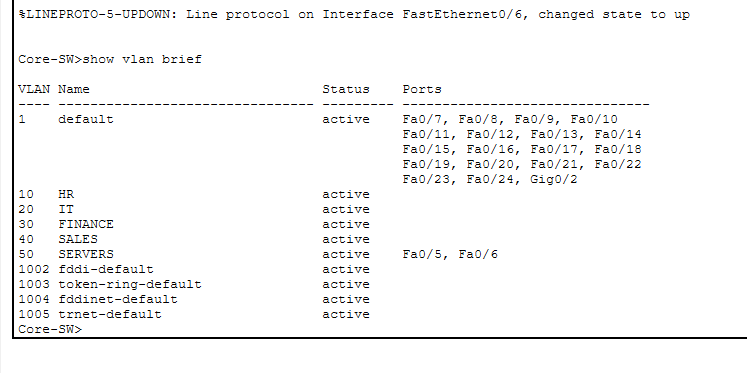 %LINEPROTO-5-UPDOWN: Line protocol on Interface FastEthernet0/6, changed state to up
Core-SW>show vlan brief
VLAN Name                             Status    Ports
---- -------------------------------- --------- -------------------------------
1    default                          active    Fa0/7, Fa0/8, Fa0/9, Fa0/10
                                                Fa0/11, Fa0/12, Fa0/13, Fa0/14
                                                Fa0/15, Fa0/16, Fa0/17, Fa0/18
                                                Fa0/19, Fa0/20, Fa0/21, Fa0/22
                                                Fa0/23, Fa0/24, Gig0/2
10   HR                               active
20   IT                               active
30   FINANCE                          active
40   SALES                            active
50   SERVERS                          active    Fa0/5, Fa0/6
1002 fddi-default                     active
1003 token-ring-default               active
1004 fddinet-default                  active
1005 trnet-default                    active
Core-SW>